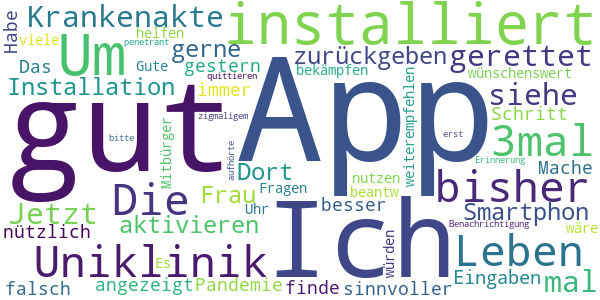 Habe viele penetrant Krankenakte helfen gerne zurückgeben installiert
Das Um Gute gestern bekämpfen gerettet wünschenswert
Installation immer quittieren siehe
gut App zigmaligem weiterempfehlen Schritt
bitte Mitbürger aufhörte Dort erst 3mal
Die Frau Fragen nutzen Erinnerung Mache
Jetzt aktivieren Uhr Ich beantw bisher
nützlich besser Smartphon
Benachrichtigung wäre
Uniklinik Es würden Leben
falsch angezeigt Pandemie finde sinnvoller Eingaben mal